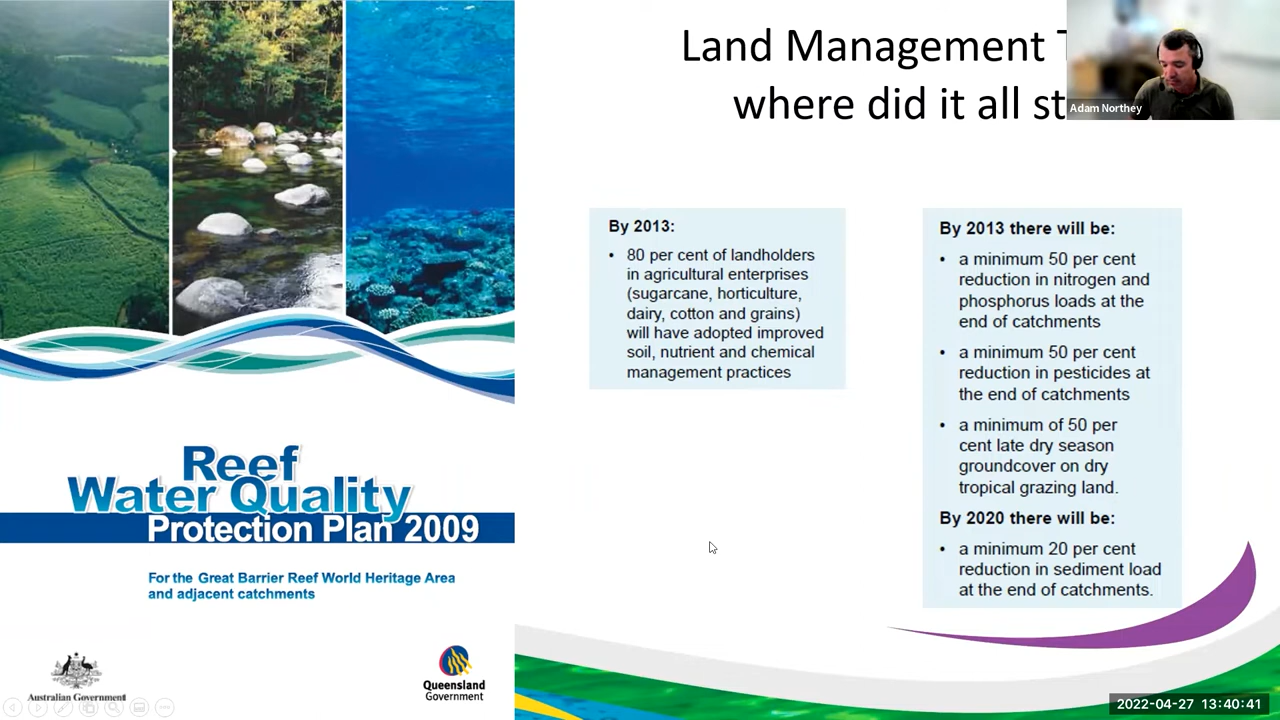 Land Management
where did it all
Adam Northey
By 2013:
• 80 per cent of landholders
in agricultural enterprises
(sugarcane, horticulture,
dairy, cotton and grains)
will have adopted improved
soil, nutrient and chemical
management practices
By 2013 there will be:
• a minimum 50 per cent
reduction in nitrogen and
phosphorus loads at the
end of catchments
• a minimum 50 per cent
reduction in pesticides at
the end of catchments
• a minimum of 50 per
cent late dry season
groundcover on dry
tropical grazing land.
By 2020 there will be:
• a minimum 20 per cent
reduction in sediment load
at the end of catchments.
Reef
Water Quality
Protection Plan 2009
For the Great Barrier Reef World Heritage Area
and adjacent catchments
Australian Government
Queensland
Government
2022-04-27 13:40:41